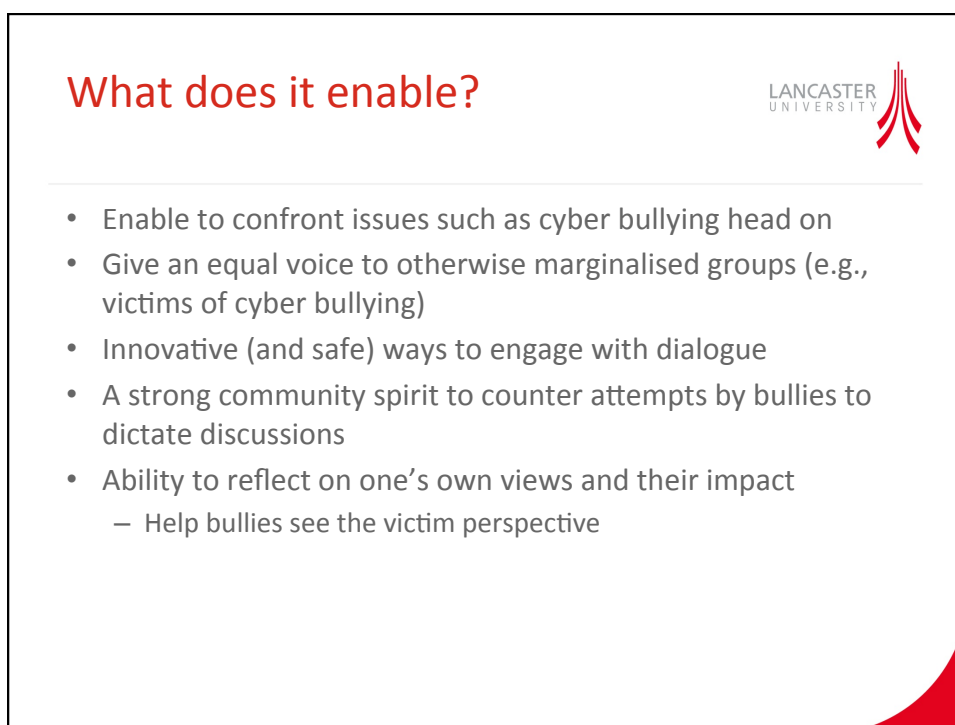 What does it enable?
LANCASTER
UNIVERSITY
• Enable to confront issues such as cyber bullying head on
• Give an equal voice to otherwise marginalised groups (e.g.,
victims of cyber bullying)
• Innovative (and safe) ways to engage with dialogue
• A strong community spirit to counter attempts by bullies to
dictate discussions
• Ability to reflect on one’s own views and their impact
– Help bullies see the victim perspective